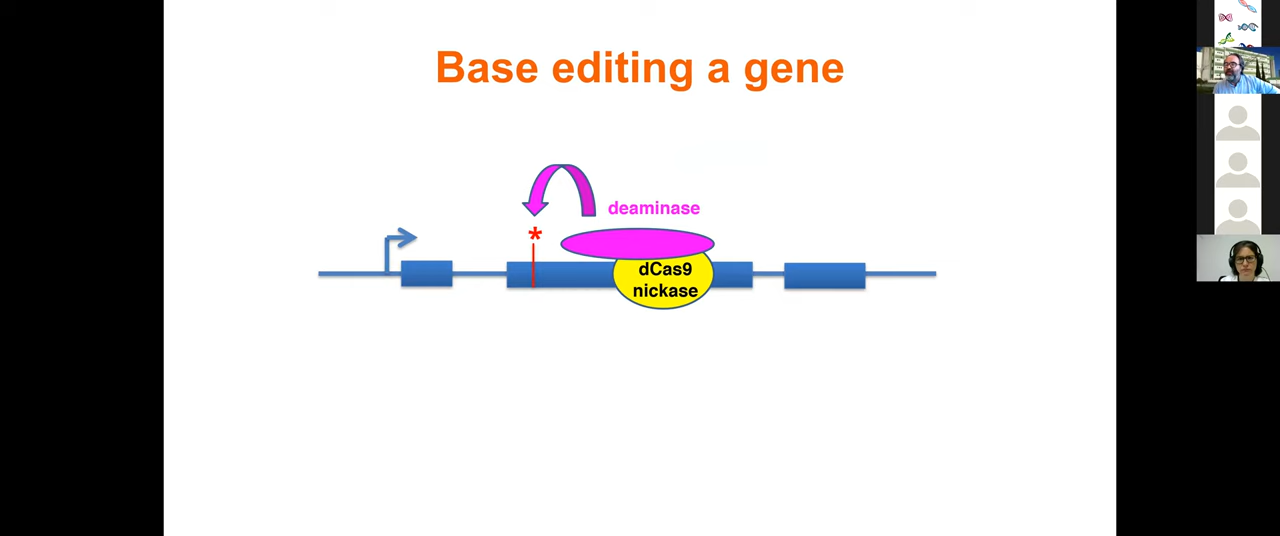 Base editing a gene
deaminase
*
dCas9
nickase